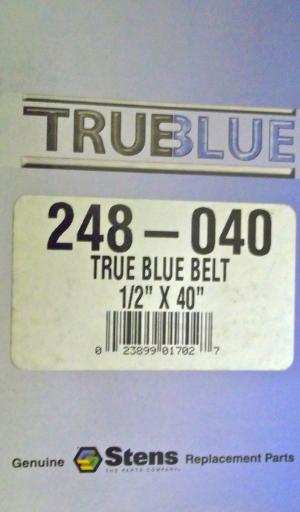 TRUEBLUE
248-040
TRUE BLUE BELT
1/2" X 40"
0 23899 01702 7
Genuine Stens Replacement Parts
THE PARTS COMPANY